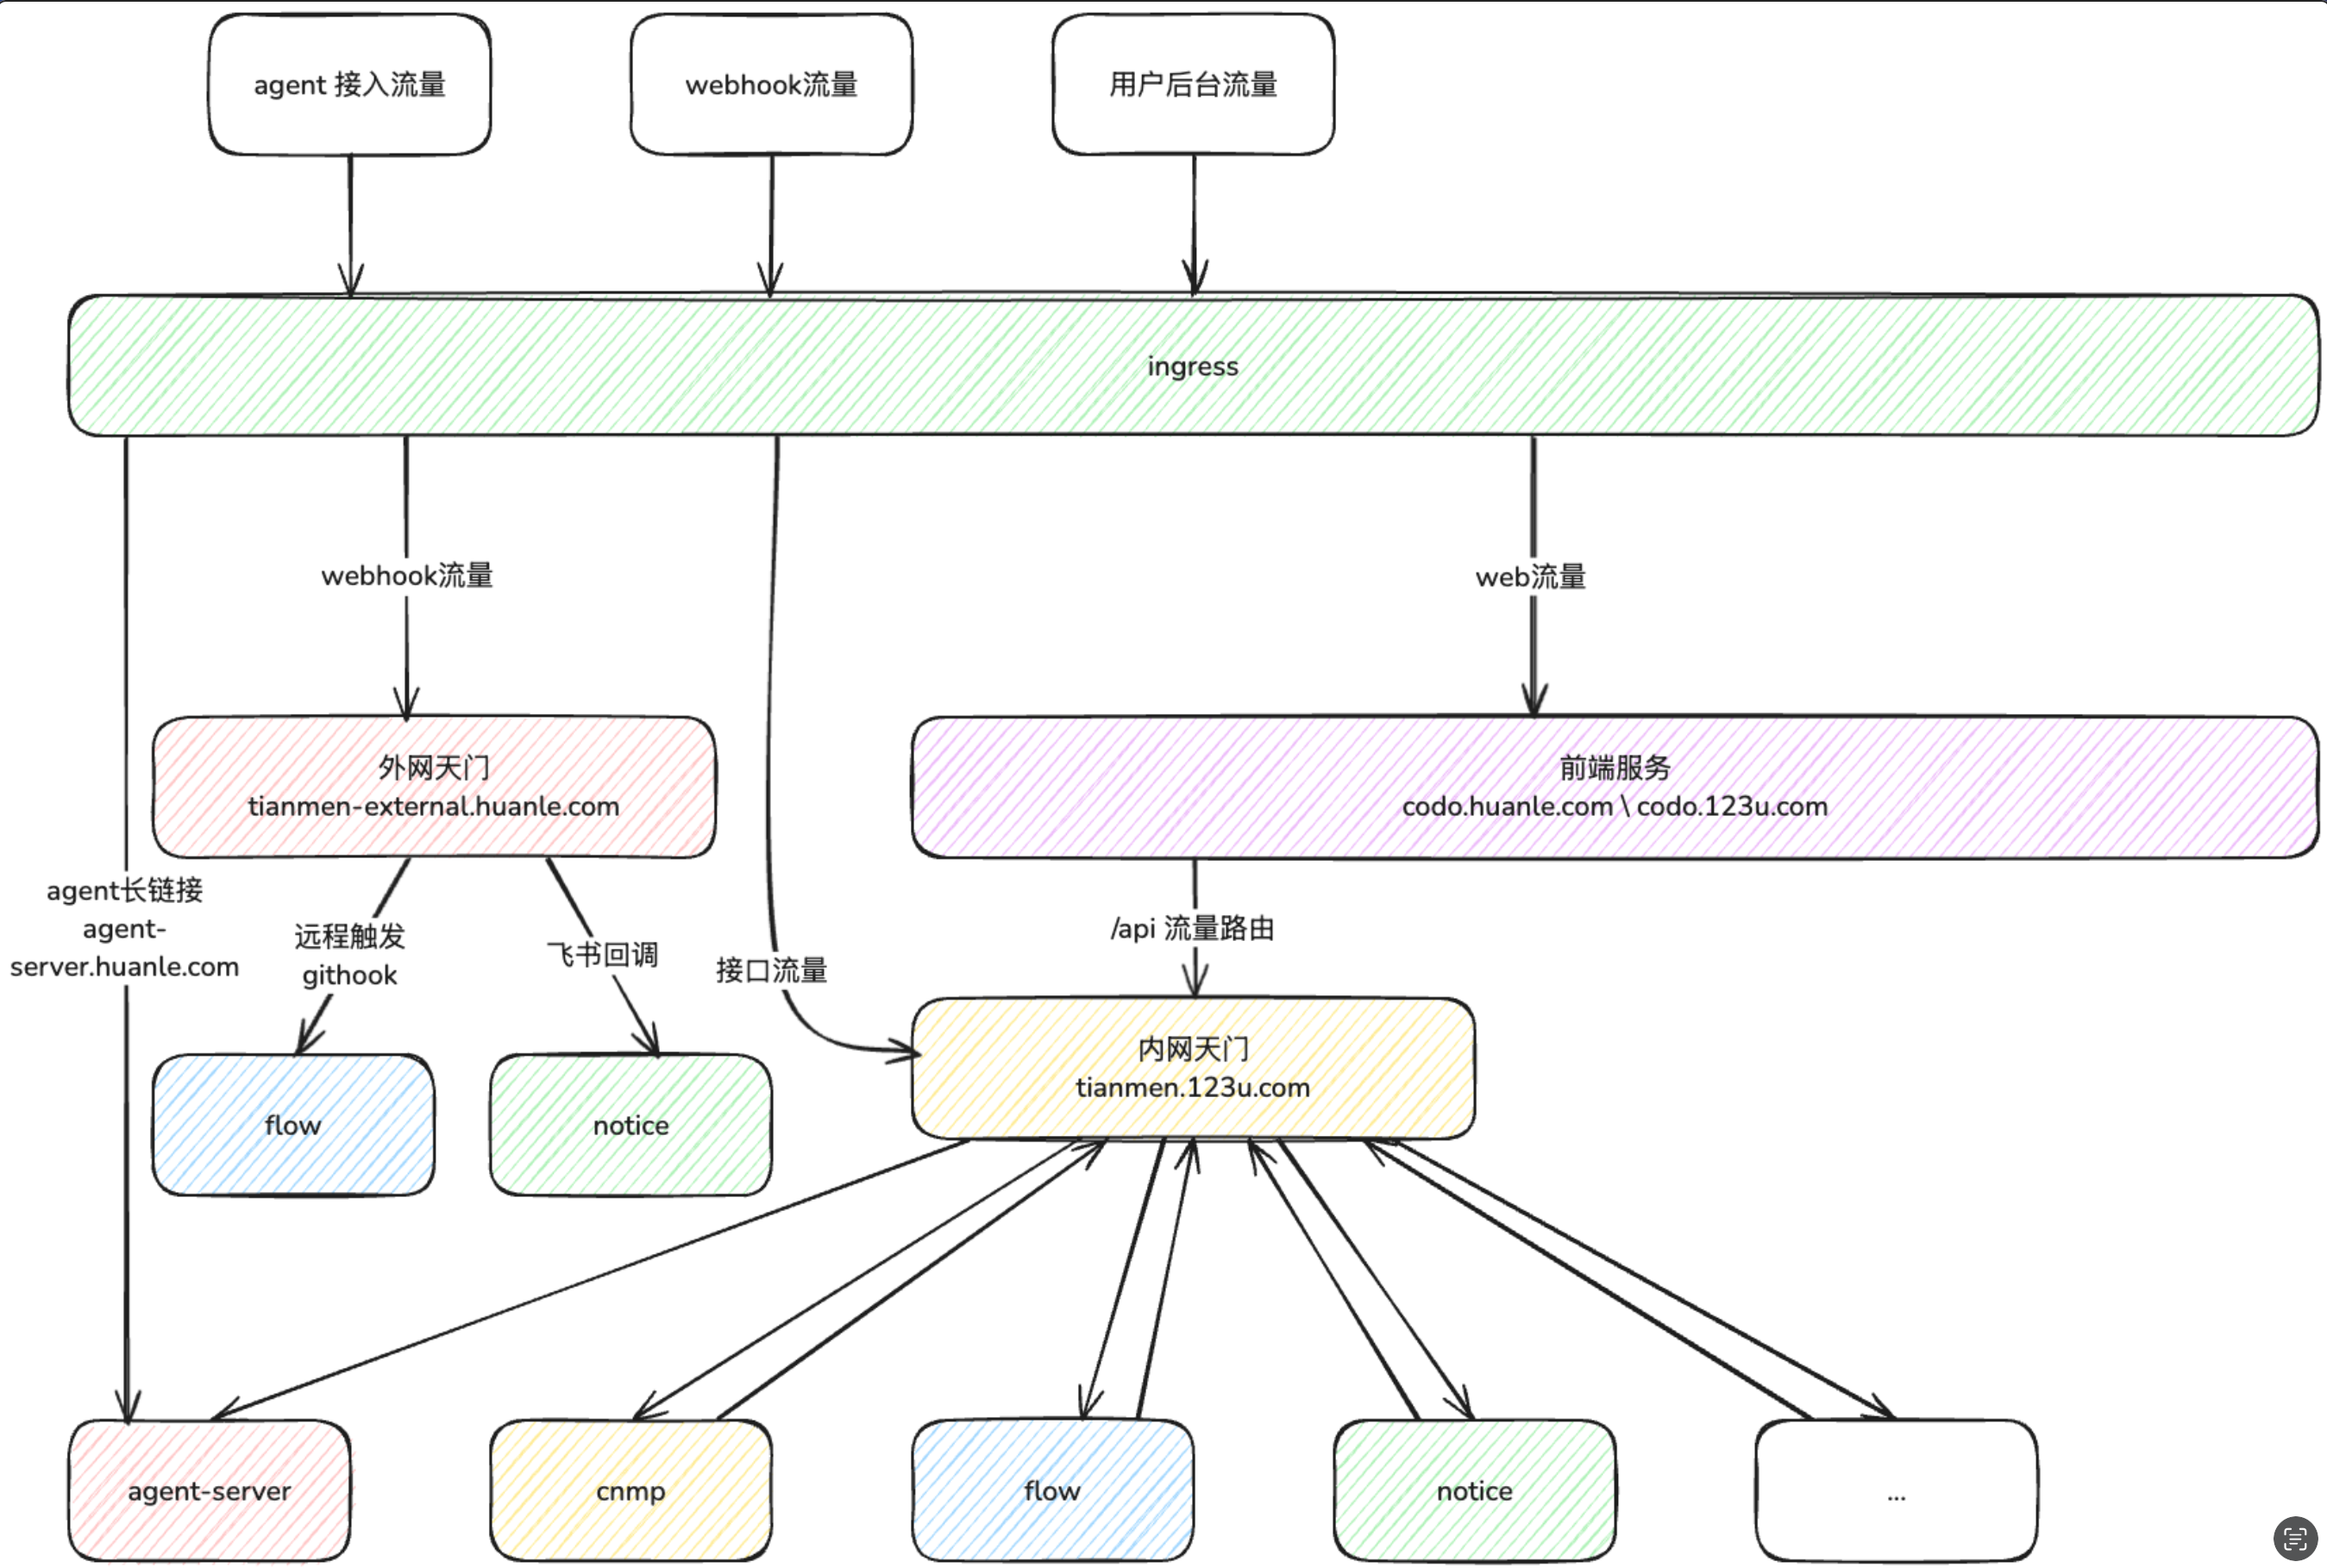 agent 接入流量
webhook流量
用户后台流量
ingress
webhook流量
web流量
外网天门
tianmen-external.huanle.com
前端服务
codo.huanle.com \ codo.123u.com
agent长链接
agent-
server.huanle.com
远程触发
githook
飞书回调
接口流量
/api 流量路由
内网天门
tianmen.123u.com
flow
notice
agent-server
cnmp
flow
notice
...